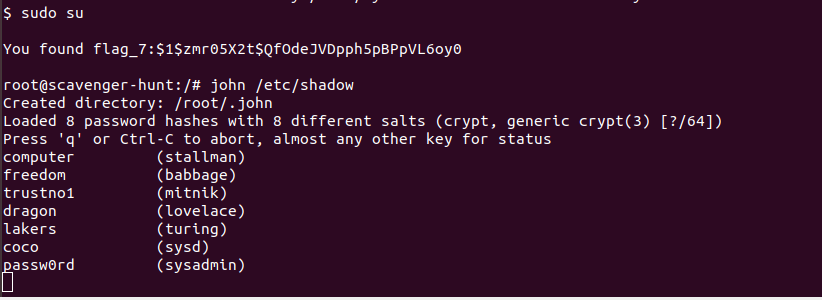 $ sudo su
You found flag_7:$1$zmr05X2t$QfOdeJVDpph5pBPpVL6oy0
root@scavenger-hunt:/# john /etc/shadow
Created directory: /root/.john
Loaded 8 password hashes with 8 different salts (crypt, generic crypt(3) [?/64])
Press 'q' or Ctrl-C to abort, almost any other key for status
computer         (stallman)
freedom          (babbage)
trustno1         (mitnik)
dragon           (lovelace)
lakers           (turing)
coco             (sysd)
passw0rd         (sysadmin)